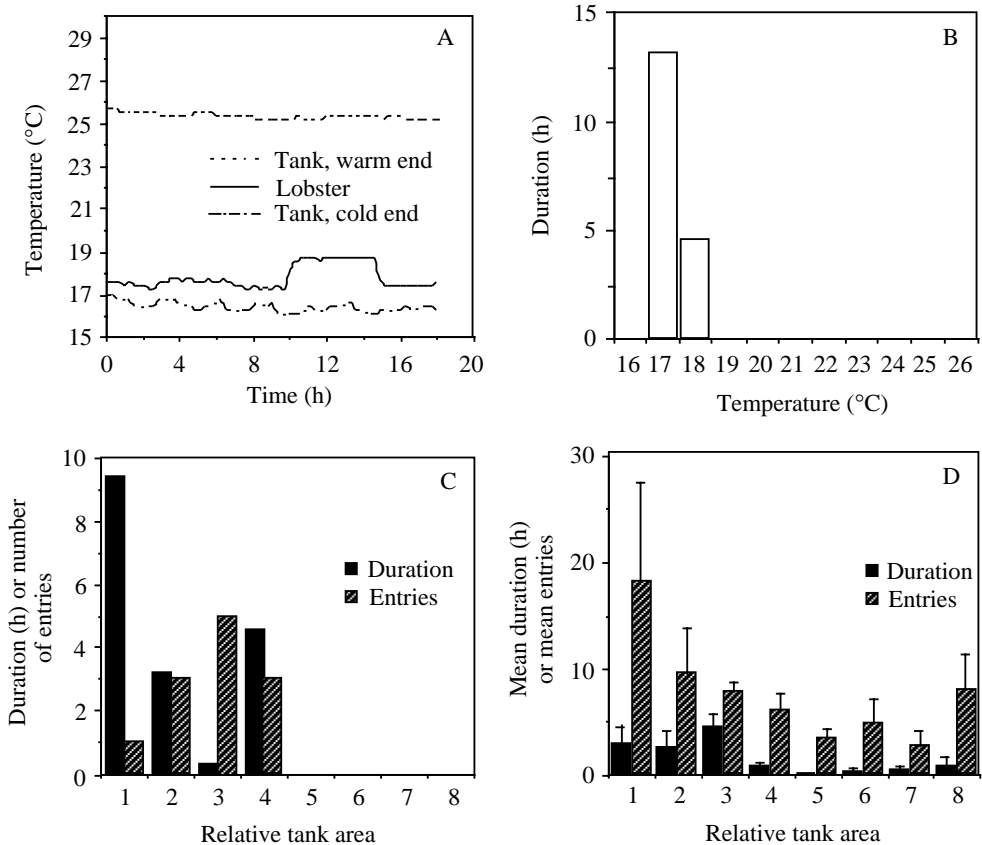 A
29
27
25
23
21
19
17
15
Temperature (°C)
Tank, warm end
Lobster
Tank, cold end
0 4 8 12 16 20
Time (h)
B
15
10
5
0
Duration (h)
16 17 18 19 20 21 22 23 24 25 26
Temperature (°C)
C
10
8
6
4
2
0
Duration (h) or number
of entries
Duration
Entries
1 2 3 4 5 6 7 8
Relative tank area
D
30
20
10
0
Mean duration (h)
or mean entries
Duration
Entries
1 2 3 4 5 6 7 8
Relative tank area